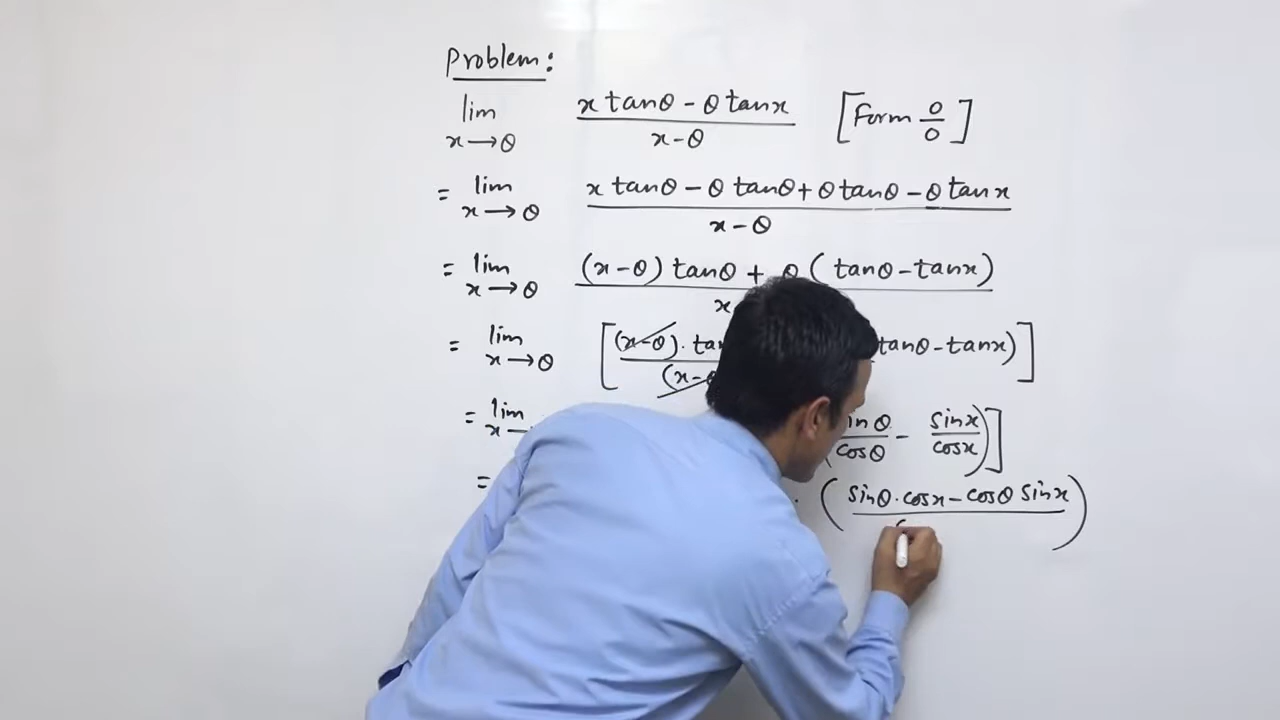 Problem:
lim x→θ x tanθ - θ tanx / x-θ [Form 0/0]
= lim x→θ x tanθ - θ tanθ + θ tanθ - θ tanx / x-θ
= lim x→θ (x-θ) tanθ + θ (tanθ - tanx) / x
= lim x→θ [(x-θ). tan / (x-θ tanθ - tanx)]
= lim x→ inθ / cosθ - sinx / cosx)]
= . (sinθ.cosx - cosθ sinx / )